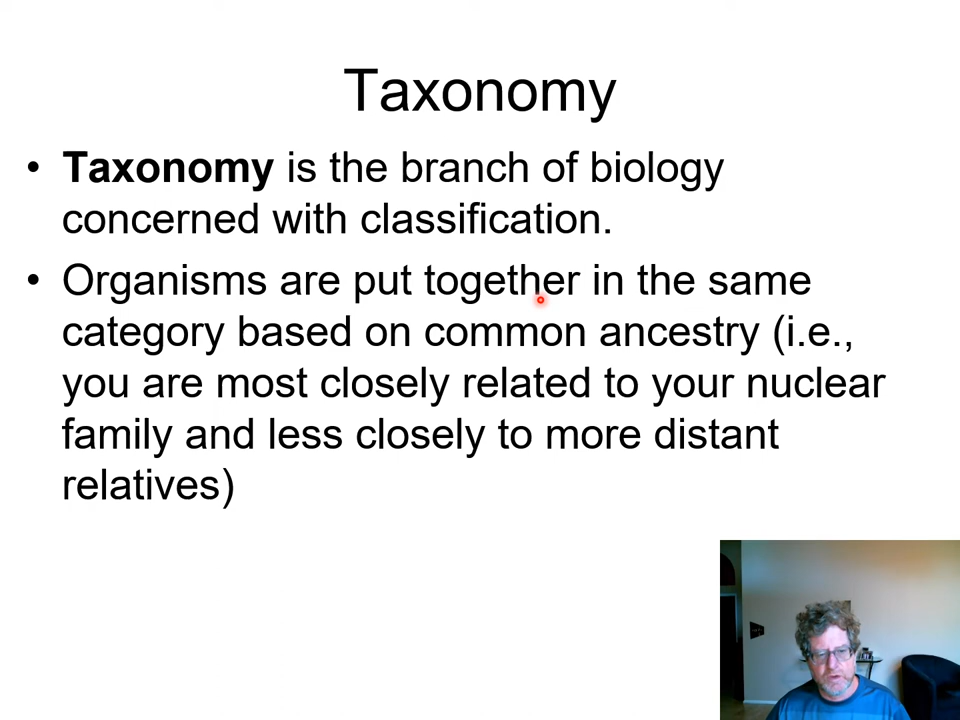 Taxonomy
• Taxonomy is the branch of biology
concerned with classification.
• Organisms are put together in the same
category based on common ancestry (i.e.,
you are most closely related to your nuclear
family and less closely to more distant
relatives)